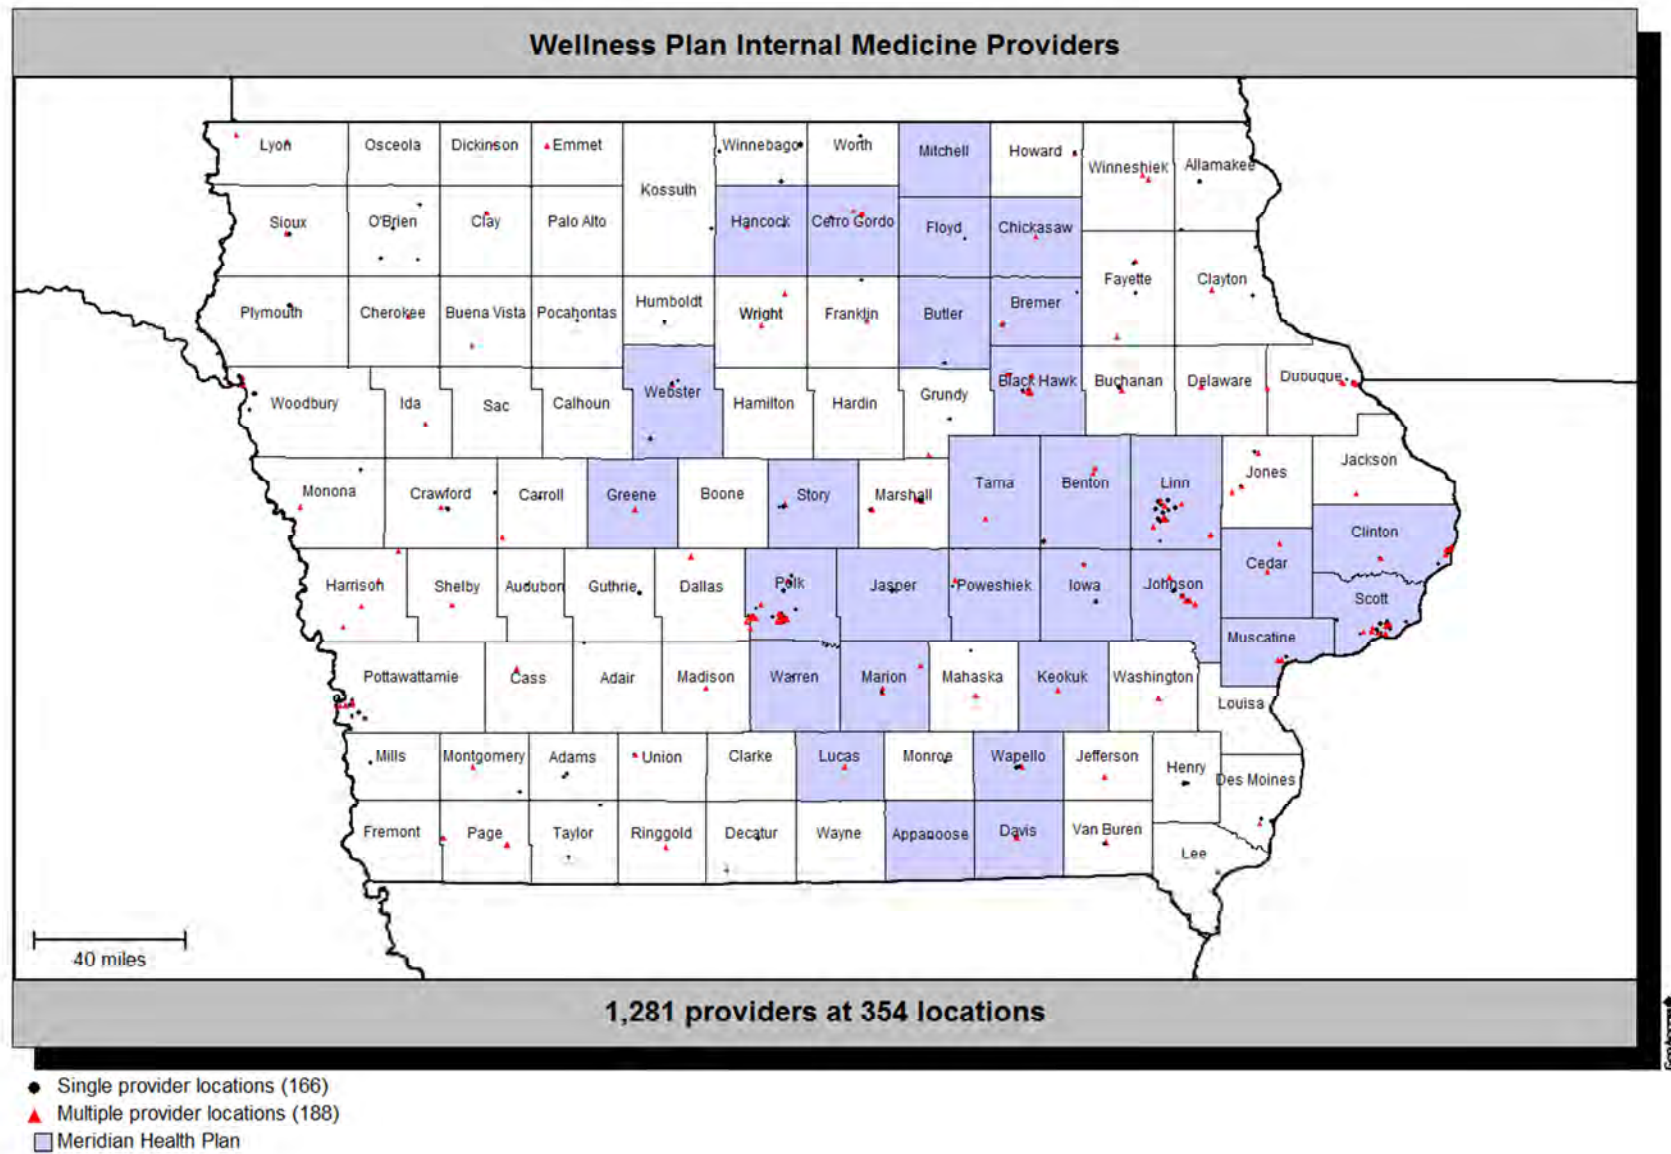 Wellness Plan Internal Medicine Providers
Lyon Osceola Dickinson Emmet Winnebago Worth Mitchell Howard Winneshiek Allamakee
Kossuth
Sioux O'Brien Clay Palo Alto Hancock Cerro Gordo Floyd Chickasaw
Fayette Clayton
Plymouth Cherokee Buena Vista Pocahontas Humboldt Wright Franklin Butler Bremer
Woodbury Ida Sac Calhoun Webster Hamilton Hardin Grundy Black Hawk Buchanan Delaware Dubuque
Monona Crawford Carroll Greene Boone Story Marshall Tama Benton Linn Jones Jackson
Clinton
Harrison Shelby Audubon Guthrie Dallas Polk Jasper Poweshiek Iowa Johnson Cedar
Scott
Muscatine
Pottawattamie Cass Adair Madison Warren Marion Mahaska Keokuk Washington
Louisa
Mills Montgomery Adams Union Clarke Lucas Monroe Wapello Jefferson Henry Des Moines
Fremont Page Taylor Ringgold Decatur Wayne Appanoose Davis Van Buren Lee
40 miles
1,281 providers at 354 locations
Single provider locations (166)
Multiple provider locations (188)
Meridian Health Plan